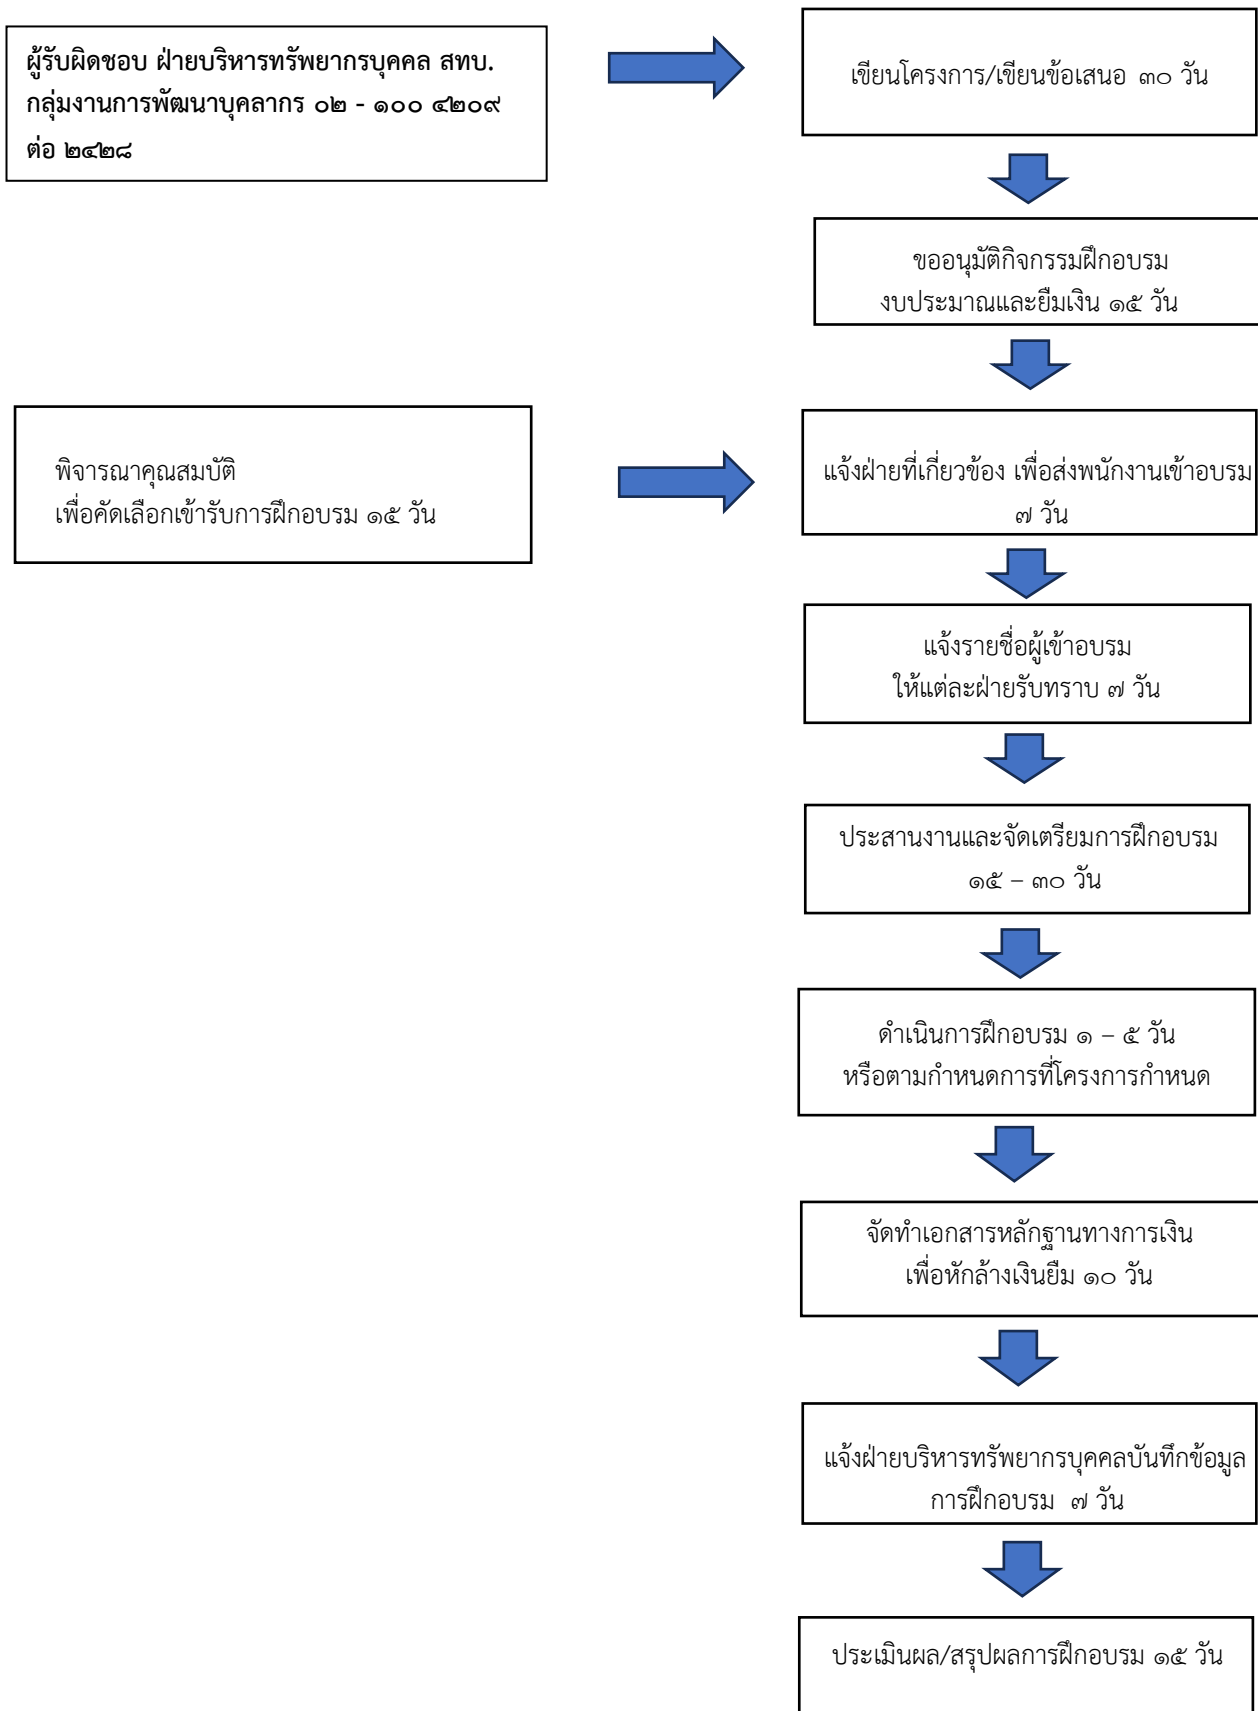 ผู้รับผิดชอบ ฝ่ายบริหารทรัพยากรบุคคล สทบ.
กลุ่มงานการพัฒนาบุคลากร ๐๒ - ๑๐๐ ๔๒๐๙
ต่อ ๒๔๒๘
เขียนโครงการ/เขียนข้อเสนอ ๓๐ วัน
ขออนุมัติกิจกรรมฝึกอบรม
งบประมาณและยืมเงิน ๑๕ วัน
พิจารณาคุณสมบัติ
เพื่อคัดเลือกเข้ารับการฝึกอบรม ๑๕ วัน
แจ้งฝ่ายที่เกี่ยวข้อง เพื่อส่งพนักงานเข้าอบรม
๗ วัน
แจ้งรายชื่อผู้เข้าอบรม
ให้แต่ละฝ่ายรับทราบ ๗ วัน
ประสานงานและจัดเตรียมการฝึกอบรม
๑๕ – ๓๐ วัน
ดำเนินการฝึกอบรม ๑ – ๕ วัน
หรือตามกำหนดการที่โครงการกำหนด
จัดทำเอกสารหลักฐานทางการเงิน
เพื่อหักล้างเงินยืม ๑๐ วัน
แจ้งฝ่ายบริหารทรัพยากรบุคคลบันทึกข้อมูล
การฝึกอบรม ๗ วัน
ประเมินผล/สรุปผลการฝึกอบรม ๑๕ วัน